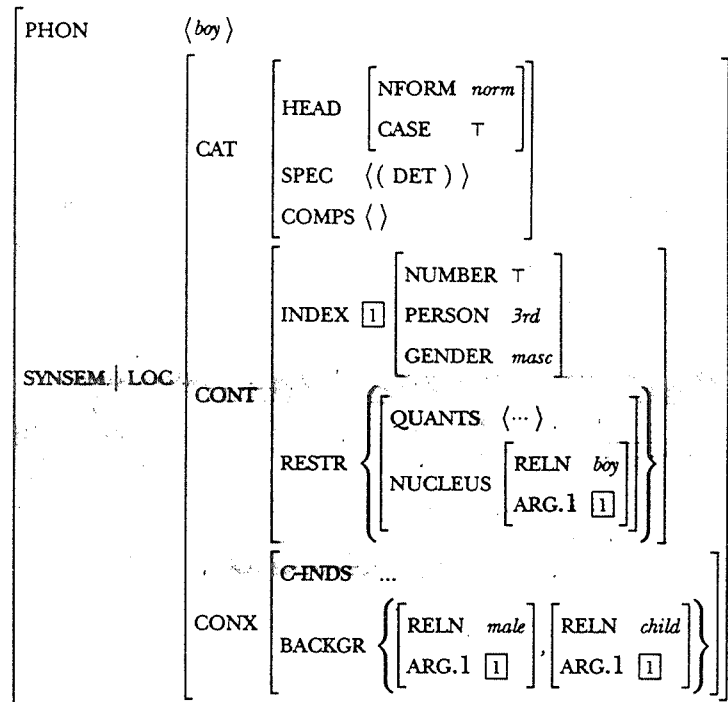 PHON ⟨boy⟩
NFORM norm
HEAD
CASE ⊤
CAT
SPEC ⟨( DET ) ⟩
COMPS ⟨ ⟩
NUMBER ⊤
INDEX 1 PERSON 3rd
GENDER masc
SYNSEM | LOC CONT
QUANTS ⟨···⟩
RESTR { RELN boy }
NUCLEUS
ARG.1 1
C-INDS ...
CONX
RELN male , RELN child
BACKGR { }
ARG.1 1 ARG.1 1